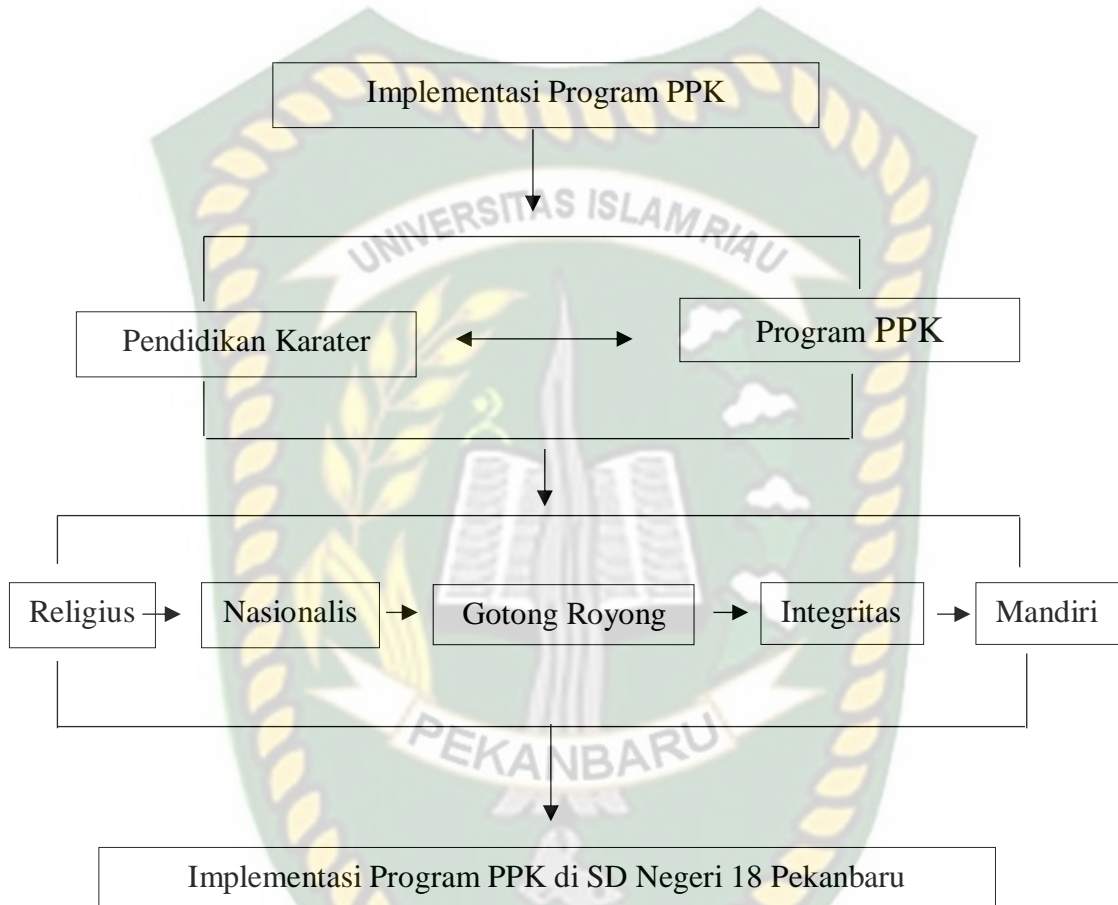 Implementasi Program PPK
UNIVERSITAS ISLAM RIAU
Pendidikan Karater
Program PPK
Religius
Nasionalis
Gotong Royong
Integritas
Mandiri
PEKANBARU
Implementasi Program PPK di SD Negeri 18 Pekanbaru